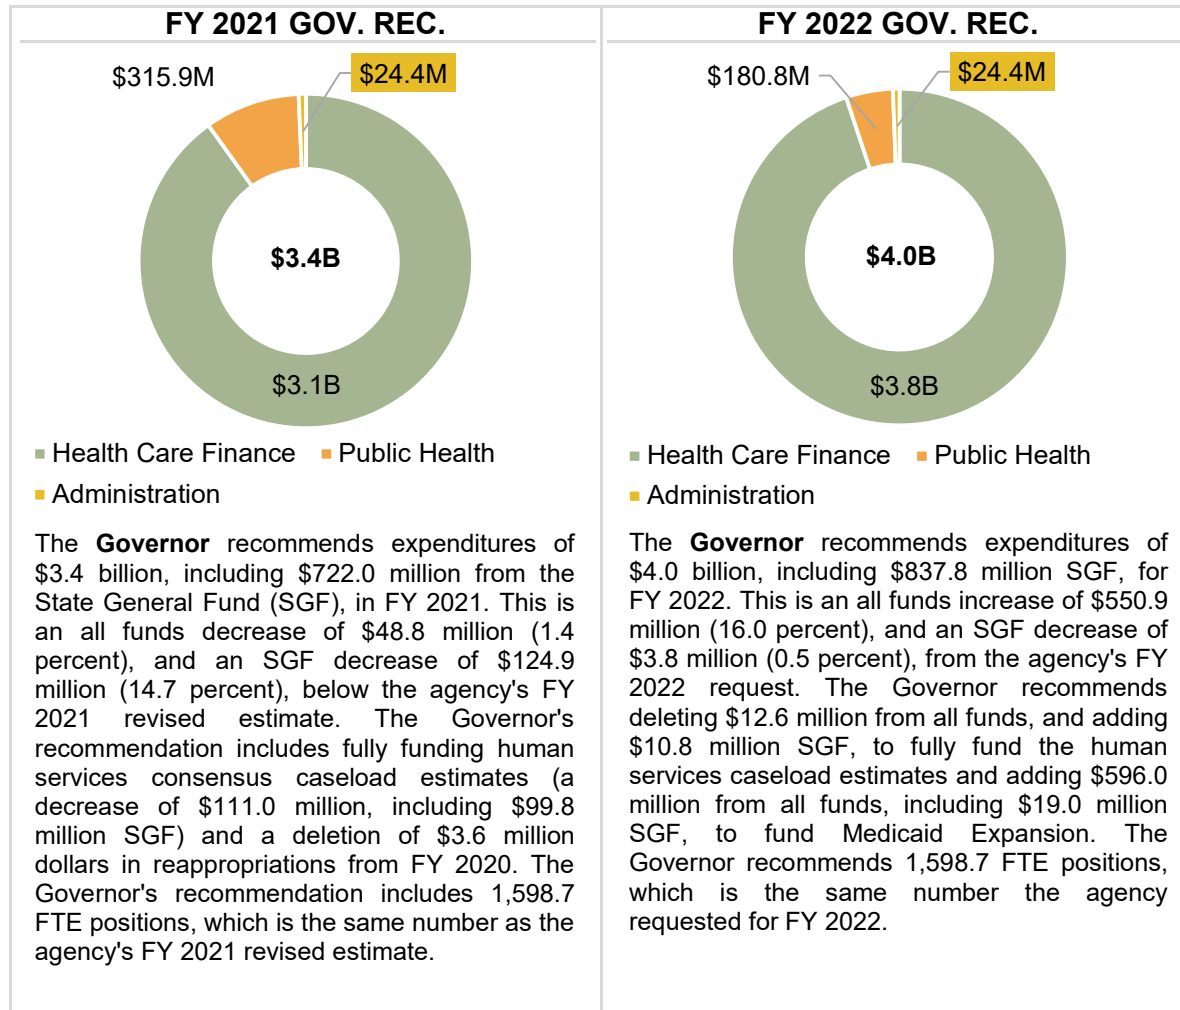 FY 2021 GOV. REC.
$315.9M
$24.4M
$3.4B
$3.1B
Health Care Finance
Public Health
Administration
The Governor recommends expenditures of
$3.4 billion, including $722.0 million from the
State General Fund (SGF), in FY 2021. This is
an all funds decrease of $48.8 million (1.4
percent), and an SGF decrease of $124.9
million (14.7 percent), below the agency's FY
2021 revised estimate. The Governor's
recommendation includes fully funding human
services consensus caseload estimates (a
decrease of $111.0 million, including $99.8
million SGF) and a deletion of $3.6 million
dollars in reappropriations from FY 2020. The
Governor's recommendation includes 1,598.7
FTE positions, which is the same number as the
agency's FY 2021 revised estimate.
FY 2022 GOV. REC.
$180.8M
$24.4M
$4.0B
$3.8B
Health Care Finance
Public Health
Administration
The Governor recommends expenditures of
$4.0 billion, including $837.8 million SGF, for
FY 2022. This is an all funds increase of $550.9
million (16.0 percent), and an SGF decrease of
$3.8 million (0.5 percent), from the agency's FY
2022 request. The Governor recommends
deleting $12.6 million from all funds, and adding
$10.8 million SGF, to fully fund the human
services caseload estimates and adding $596.0
million from all funds, including $19.0 million
SGF, to fund Medicaid Expansion. The
Governor recommends 1,598.7 FTE positions,
which is the same number the agency
requested for FY 2022.